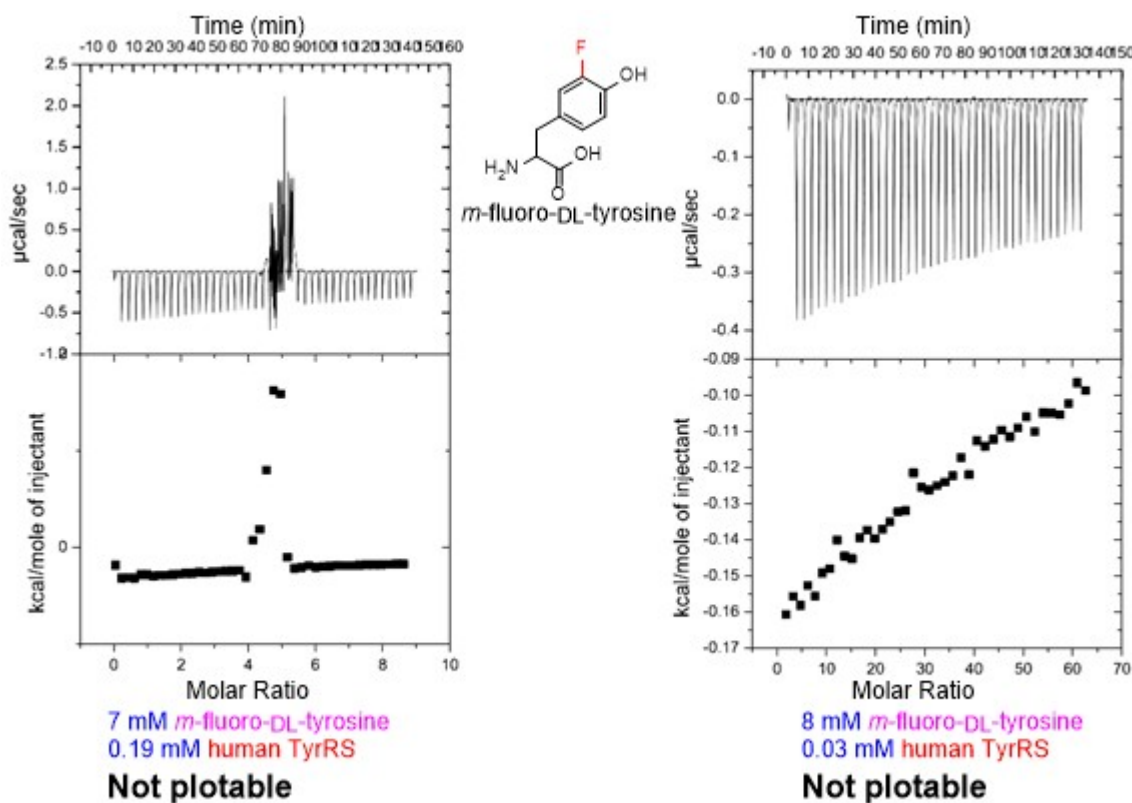 Time (min)
-10 0 10 20 30 40 50 60 70 80 90100 110 120 130 140 150 160
2.5
2.0
1.5
1.0
0.5
0.0
-0.5
-1.0
µcal/sec
2
0
kcal/mole of injectant
0 2 4 6 8 10
Molar Ratio
7 mM m-fluoro-DL-tyrosine
0.19 mM human TyrRS
Not plotable
F
OH
H2N
OH
O
m-fluoro-DL-tyrosine
Time (min)
-10 0 10 20 30 40 50 60 70 80 90 100 110 120 130 140 150
0.0
-0.1
-0.2
-0.3
-0.4
µcal/sec
-0.09
-0.10
-0.11
-0.12
-0.13
-0.14
-0.15
-0.16
-0.17
kcal/mole of injectant
0 10 20 30 40 50 60 70
Molar Ratio
8 mM m-fluoro-DL-tyrosine
0.03 mM human TyrRS
Not plotable